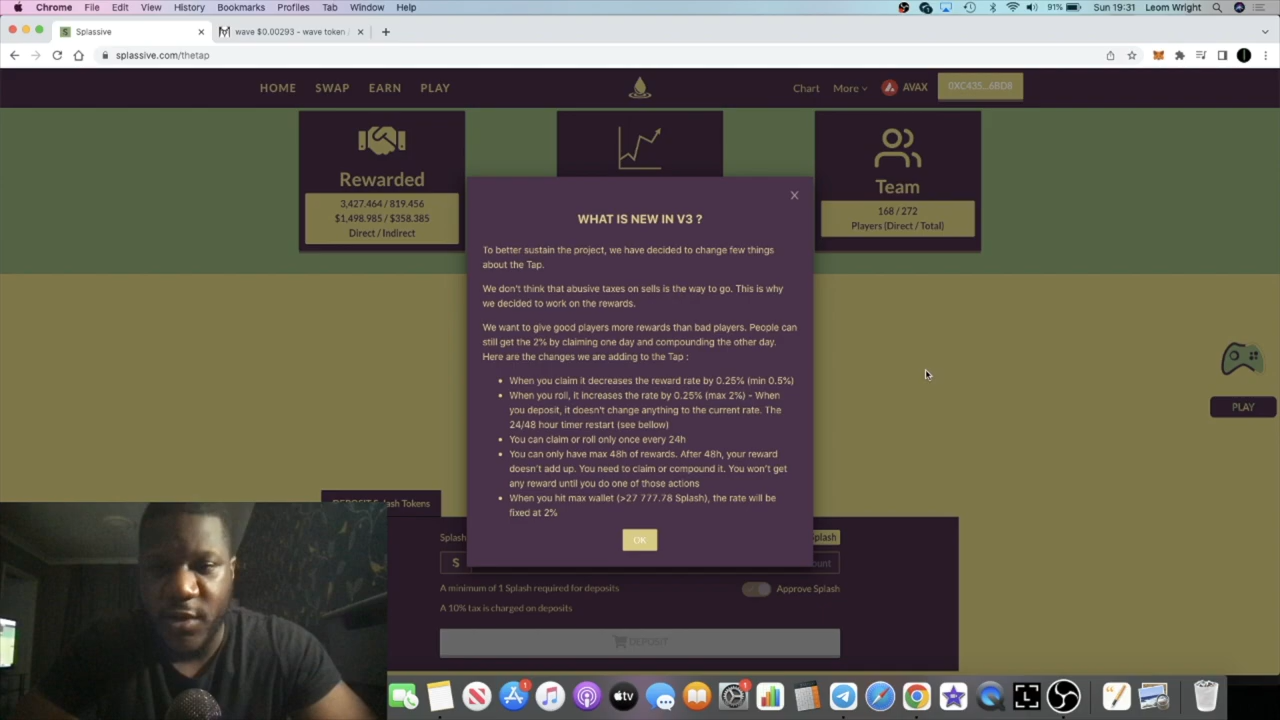 Chrome File Edit View History Bookmarks Profiles Tab Window Help 91% Sun 19:31 Leom Wright
Splassive
wave $0.00293 - wave token /
splassive.com/thetap
HOME SWAP EARN PLAY Chart More AVAX 0XC435...6BD8
Rewarded
3,427.464 / 819.456
$1,498.985 / $358.385
Direct / Indirect
Team
168 / 272
Players (Direct / Total)
WHAT IS NEW IN V3 ?
To better sustain the project, we have decided to change few things
about the Tap.
We don't think that abusive taxes on sells is the way to go. This is why
we decided to work on the rewards.
We want to give good players more rewards than bad players. People can
still get the 2% by claiming one day and compounding the other day.
Here are the changes we are adding to the Tap :
When you claim it decreases the reward rate by 0.25% (min 0.5%)
When you roll, it increases the rate by 0.25% (max 2%) - When
you deposit, it doesn't change anything to the current rate. The
24/48 hour timer restart (see bellow)
You can claim or roll only once every 24h
You can only have max 48h of rewards. After 48h, your reward
doesn't add up. You need to claim or compound it. You won't get
any reward until you do one of those actions
When you hit max wallet (>27 777.78 Splash), the rate will be
fixed at 2%
OK
PLAY
DEPOSIT Splash Tokens
Splash
S
A minimum of 1 Splash required for deposits Approve Splash
A 10% tax is charged on deposits
DEPOSIT
tv